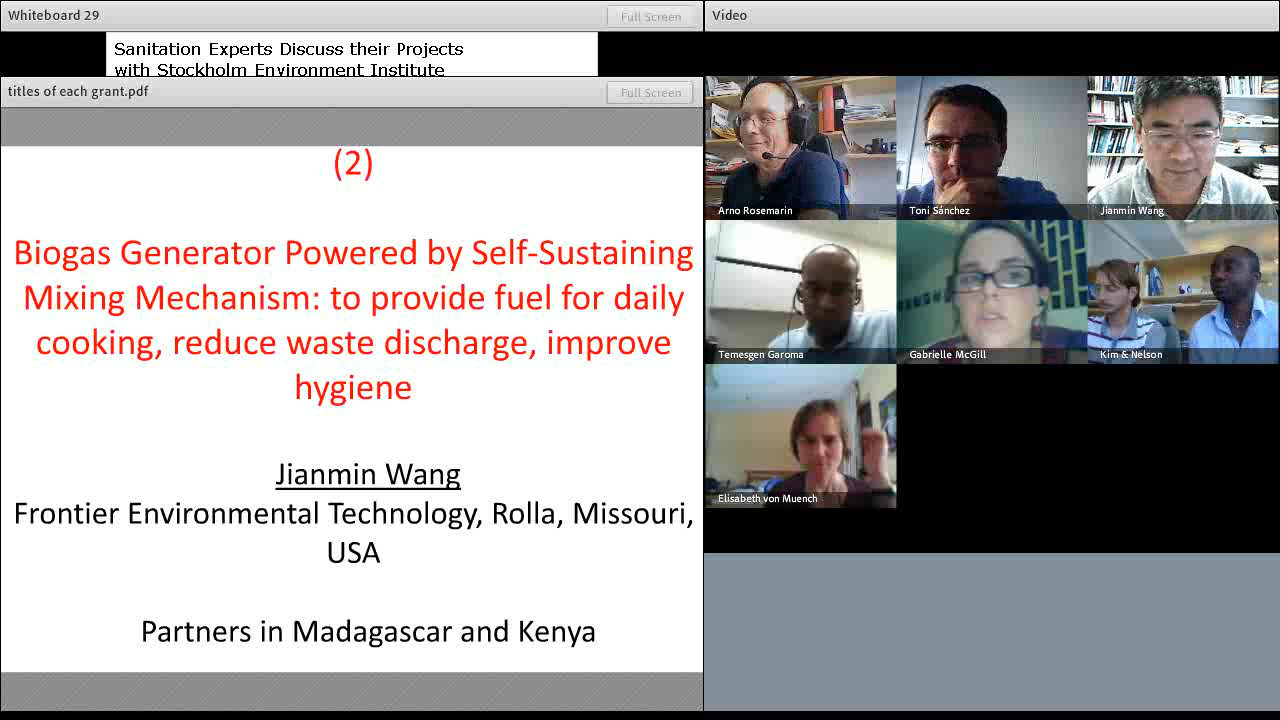 Whiteboard 29
Full Screen
Sanitation Experts Discuss their Projects
with Stockholm Environment Institute
titles of each grant.pdf
Full Screen
(2)
Biogas Generator Powered by Self-Sustaining
Mixing Mechanism: to provide fuel for daily
cooking, reduce waste discharge, improve
hygiene
Jianmin Wang
Frontier Environmental Technology, Rolla, Missouri,
USA
Partners in Madagascar and Kenya
Video
Arno Rosemarin
Toni Sánchez
Jianmin Wang
Temesgen Garoma
Gabrielle McGill
Kim & Nelson
Elisabeth von Muench